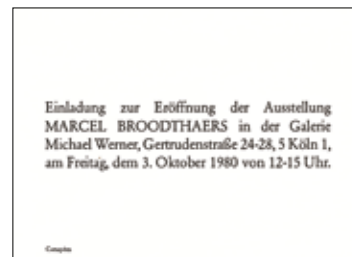 Einladung zur Eröffnung der Ausstellung
MARCEL BROODTHAERS in der Galerie
Michael Werner, Gertrudenstraße 24-28, 5 Köln 1,
am Freitag, dem 3. Oktober 1980 von 12-15 Uhr.